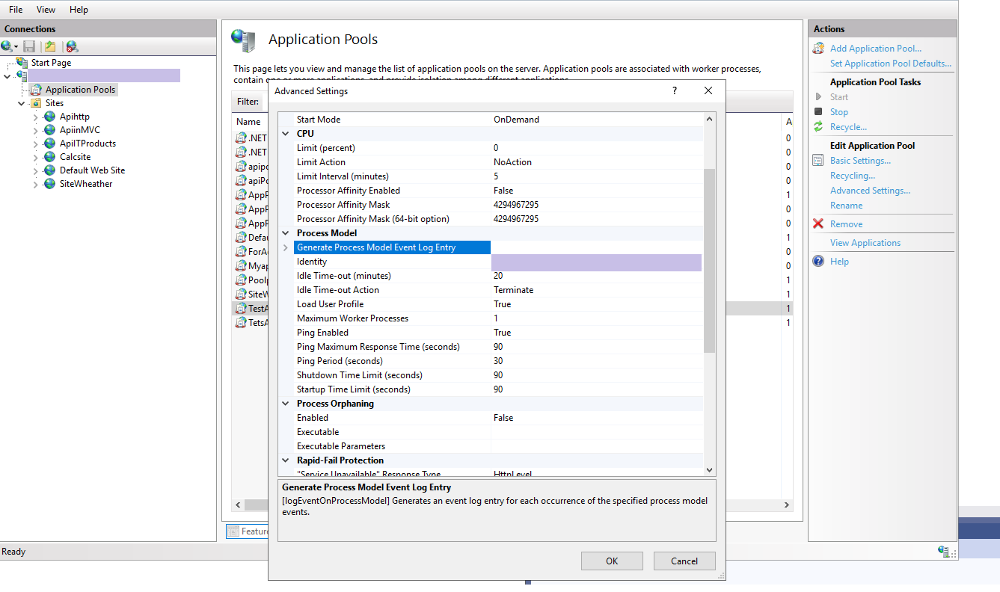 File View Help
Connections
Start Page
Application Pools
Sites
Apihttp
ApiinMVC
ApiITProducts
Calcsite
Default Web Site
SiteWheather
Application Pools
This page lets you view and manage the list of application pools on the server. Application pools are associated with worker processes,
contain one or more applications, and provide isolation among different applications.
Filter:
Name A
.NET 0
.NET 0
apipo 0
apiPo 0
AppP 1
AppP 0
AppP 0
Defau 1
ForAd 0
Myap 0
Poolp 1
SiteW 1
TestA 1
TetsA 1
Feature
Advanced Settings ?
Start Mode OnDemand
CPU
Limit (percent) 0
Limit Action NoAction
Limit Interval (minutes) 5
Processor Affinity Enabled False
Processor Affinity Mask 4294967295
Processor Affinity Mask (64-bit option) 4294967295
Process Model
Generate Process Model Event Log Entry
Identity
Idle Time-out (minutes) 20
Idle Time-out Action Terminate
Load User Profile True
Maximum Worker Processes 1
Ping Enabled True
Ping Maximum Response Time (seconds) 90
Ping Period (seconds) 30
Shutdown Time Limit (seconds) 90
Startup Time Limit (seconds) 90
Process Orphaning
Enabled False
Executable
Executable Parameters
Rapid-Fail Protection
"Service Unavailable" Response Type HttpLevel
Generate Process Model Event Log Entry
[logEventOnProcessModel] Generates an event log entry for each occurrence of the specified process model
events.
OK Cancel
Actions
Add Application Pool...
Set Application Pool Defaults...
Application Pool Tasks
Start
Stop
Recycle...
Edit Application Pool
Basic Settings...
Recycling...
Advanced Settings...
Rename
Remove
View Applications
Help
Ready